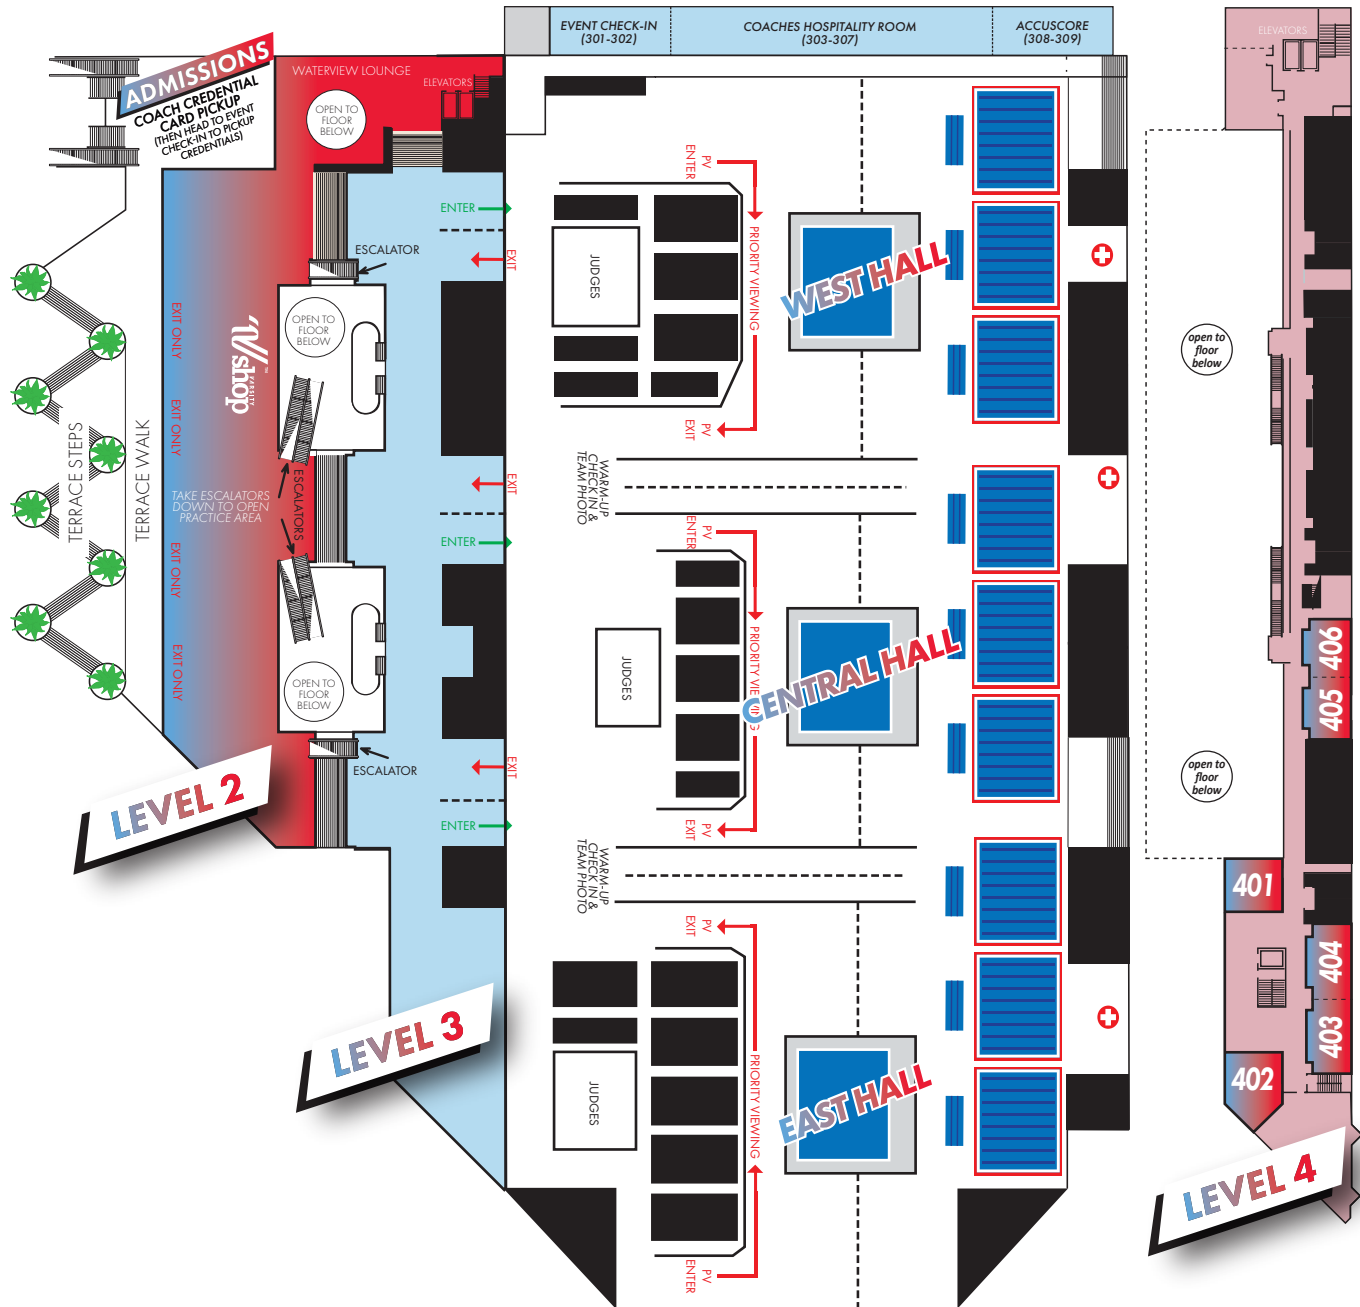 EVENT CHECK-IN
(301-302)
COACHES HOSPITALITY ROOM
(303-307)
ACCUSCORE
(308-309)
ELEVATORS
ADMISSIONS
COACH CREDENTIAL
CARD PICKUP
(THEN HEAD TO EVENT
CHECK-IN TO PICKUP
CREDENTIALS)
WATERVIEW LOUNGE
ELEVATORS
OPEN TO
FLOOR
BELOW
ENTER
EXIT
ESCALATOR
OPEN TO
FLOOR
BELOW
EXIT ONLY
EXIT ONLY
EXIT ONLY
EXIT ONLY
VARSITY
shop
™
TERRACE STEPS
TERRACE WALK
TAKE ESCALATORS
DOWN TO OPEN
PRACTICE AREA
ESCALATORS
EXIT
ENTER
OPEN TO
FLOOR
BELOW
ESCALATOR
EXIT
ENTER
LEVEL 2
LEVEL 3
PV
ENTER
JUDGES
PRIORITY VIEWING
PV
EXIT
WEST HALL
WARM-UP
CHECK IN &
TEAM PHOTO
PV
ENTER
JUDGES
PRIORITY VIEWING
PV
EXIT
CENTRAL HALL
WARM-UP
CHECK IN &
TEAM PHOTO
PV
EXIT
JUDGES
PRIORITY VIEWING
PV
ENTER
EAST HALL
open to
floor
below
open to
floor
below
406
405
401
404
403
402
LEVEL 4